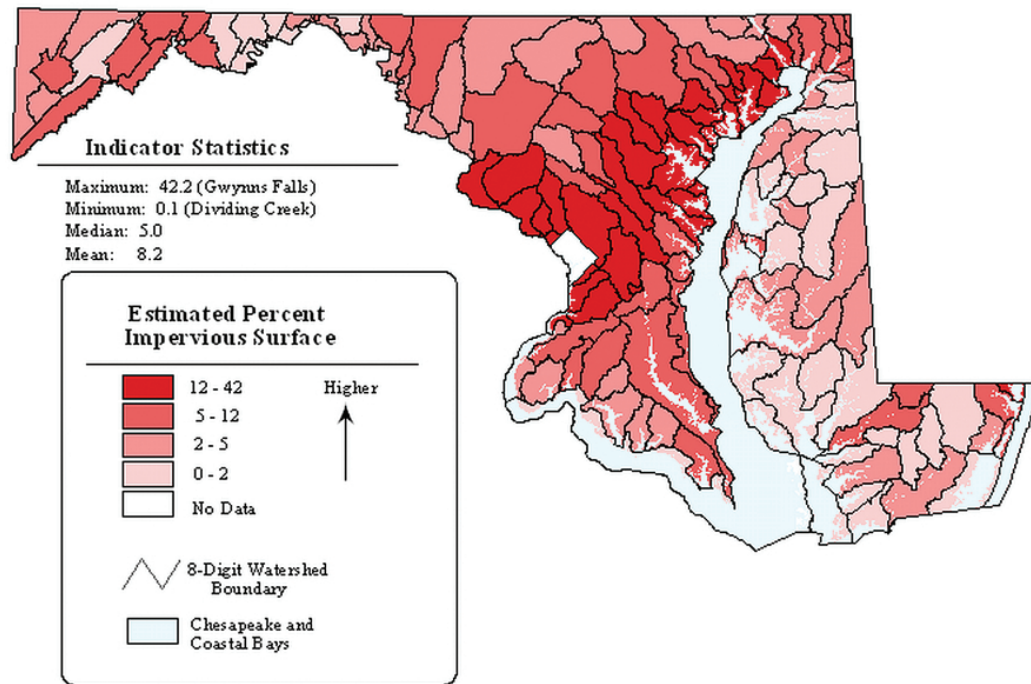 Indicator Statistics
Maximum: 42.2 (Gwynns Falls)
Minimum: 0.1 (Dividing Creek)
Median: 5.0
Mean: 8.2
Estimated Percent
Impervious Surface
12 - 42
Higher
5 - 12
2 - 5
0 - 2
No Data
8-Digit Watershed
Boundary
Chesapeake and
Coastal Bays